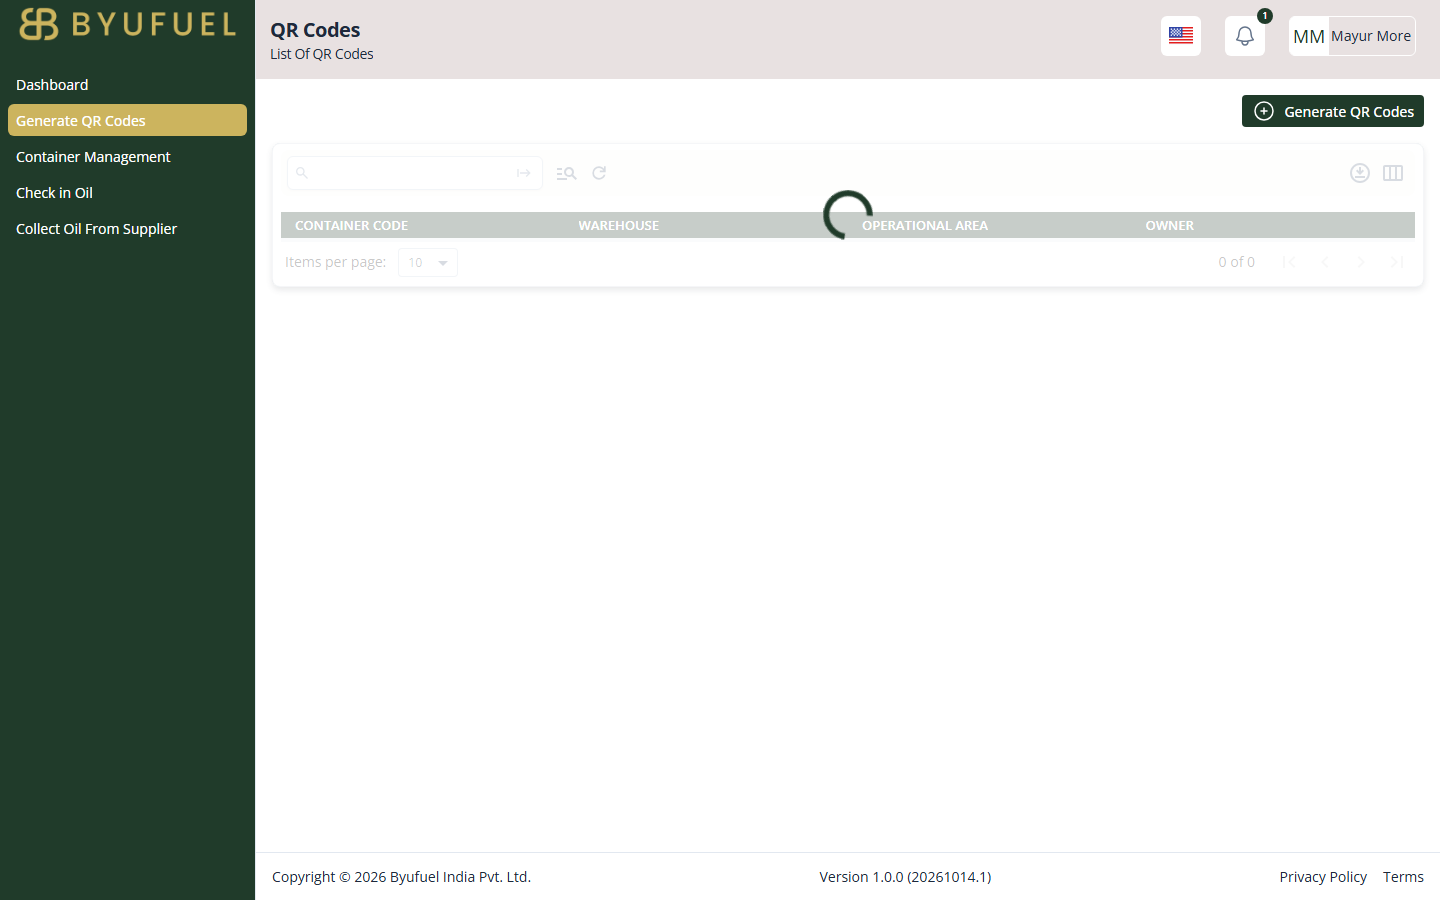 BYUFUEL
Dashboard
Generate QR Codes
Container Management
Check in Oil
Collect Oil From Supplier
QR Codes
List Of QR Codes
1
MM Mayur More
Generate QR Codes
CONTAINER CODE WAREHOUSE OPERATIONAL AREA OWNER
Items per page: 10 0 of 0
Copyright © 2026 Byufuel India Pvt. Ltd. Version 1.0.0 (20261014.1) Privacy Policy Terms